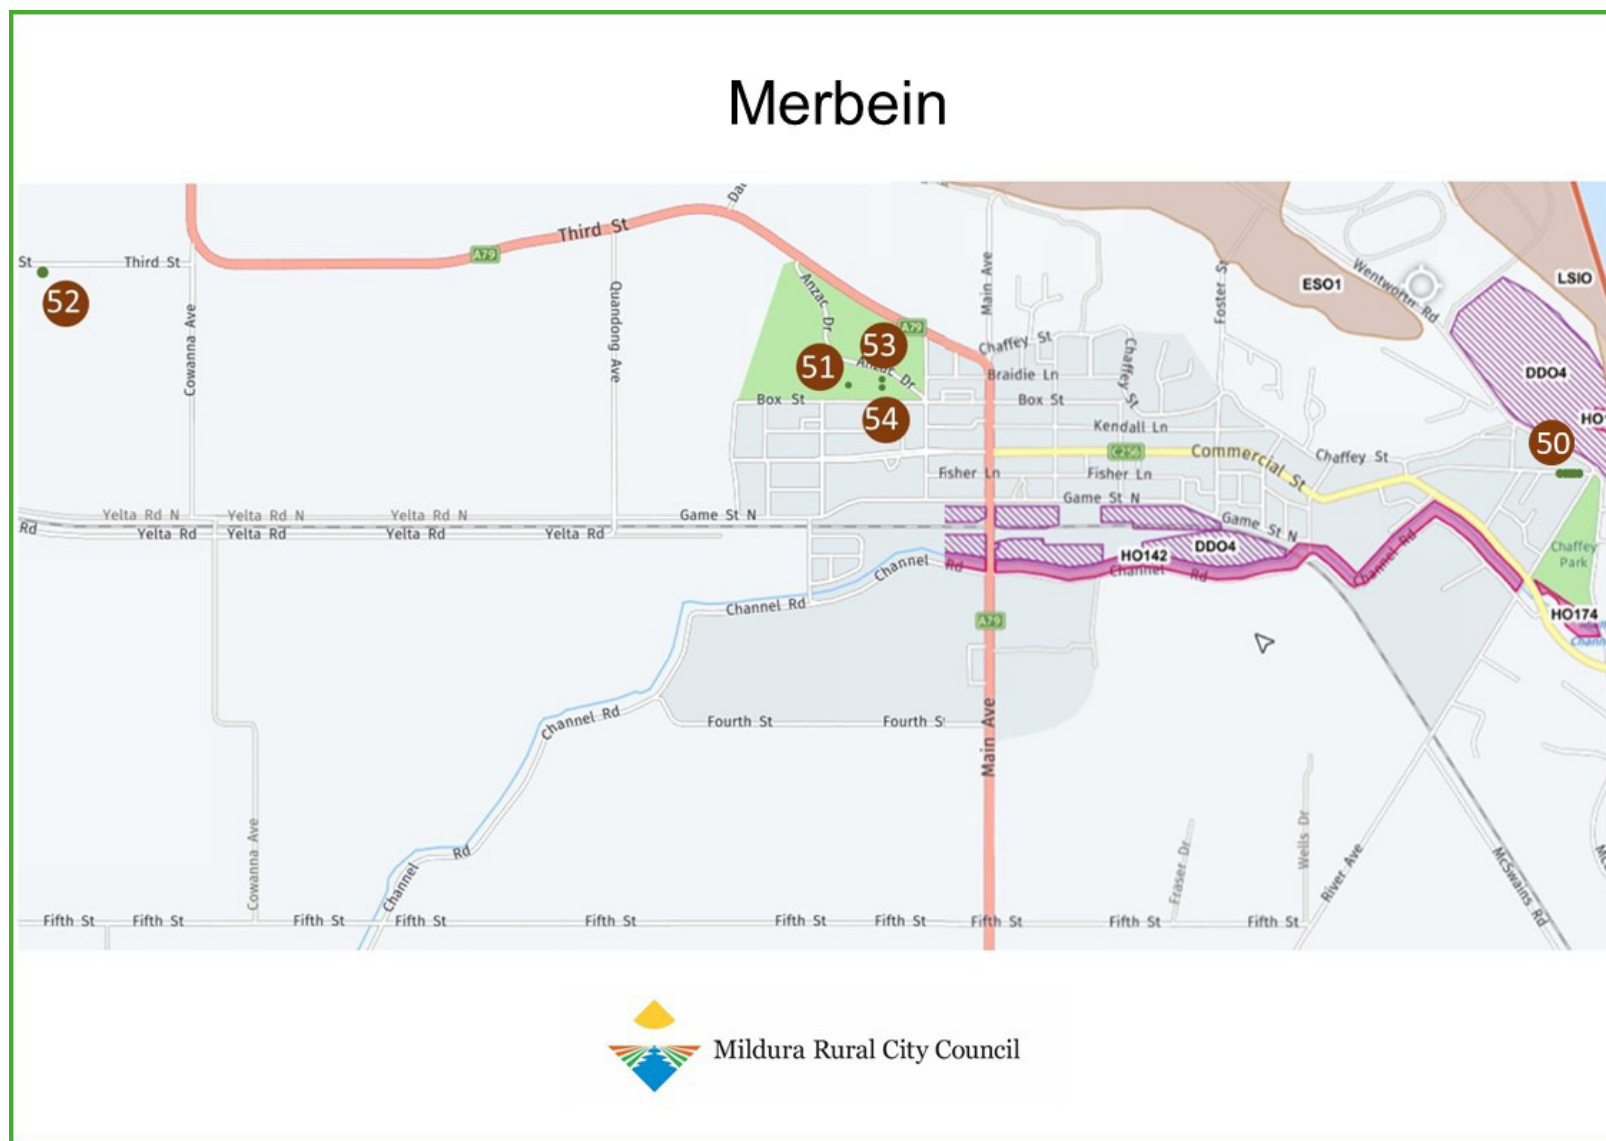 Merbein
Dav
Third St
A79
Main Ave
Foster St
Wentworth Rd
ESO1
LSIO
St
Third St
52
Cowanna Ave
Quandong Ave
Anzac Dr
A79
53
51
Anzac Dr
Chaffey St
Braidie Ln
Chaffey St
DDO4
Box St
Box St
54
Kendall Ln
50
C256
Commercial St
Chaffey St
Fisher Ln
Fisher Ln
Game St N
Yelta Rd N
Yelta Rd N
Yelta Rd N
Game St N
Game St N
Rd
Yelta Rd
Yelta Rd
Yelta Rd
Yelta Rd
HO142
DDO4
Channel Rd
Channel Rd
Channel Rd
Chaffey
Park
Channel Rd
A79
HO174
Channel Rd
Fourth St
Fourth S
Main Ave
Cowanna Ave
Channel Rd
Fraser Dr
Wells Dr
River Ave
McSwains Rd
Fifth St
Fifth St
Fifth St
Fifth St
Fifth St
Fifth St
Fifth St
Fifth St
Fifth St
Fifth St
Mildura Rural City Council